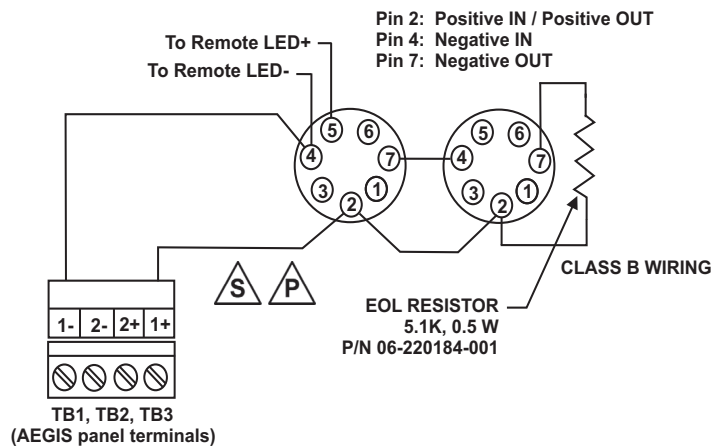 Pin 2: Positive IN / Positive OUT
Pin 4: Negative IN
Pin 7: Negative OUT
To Remote LED+
To Remote LED-
5 6
4 7
3 1
2
5 6
4 7
3 1
2
S P
CLASS B WIRING
EOL RESISTOR
5.1K, 0.5 W
P/N 06-220184-001
1- 2- 2+ 1+
TB1, TB2, TB3
(AEGIS panel terminals)